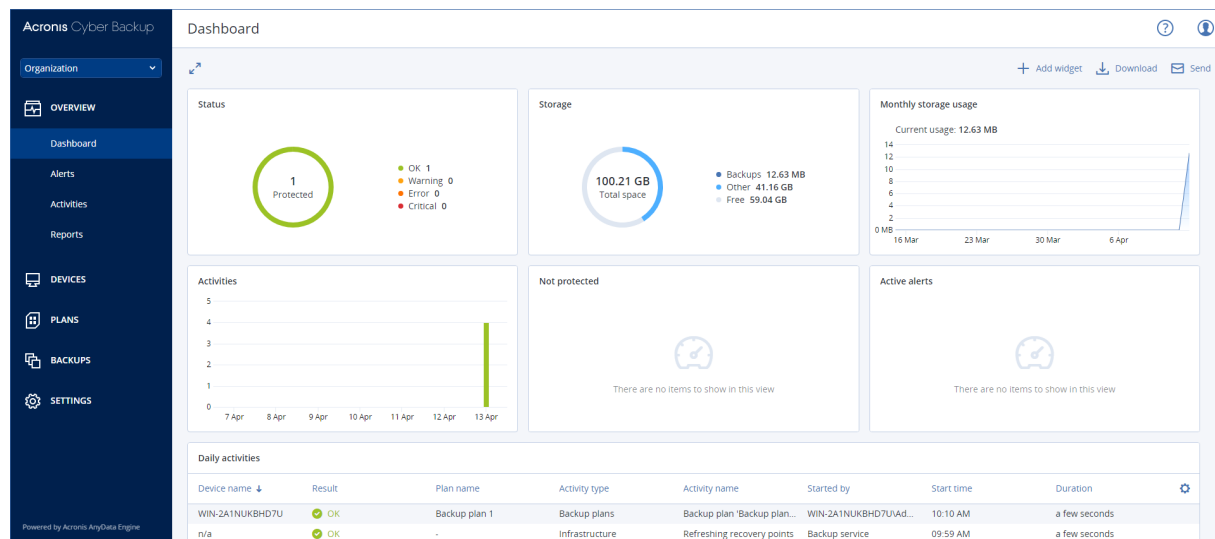 Acronis Cyber Backup
Dashboard
Organization
Add widget Download Send
OVERVIEW
Dashboard
Alerts
Activities
Reports
DEVICES
PLANS
BACKUPS
SETTINGS
Powered by Acronis AnyData Engine
Status
1
Protected
OK 1
Warning 0
Error 0
Critical 0
Storage
100.21 GB
Total space
Backups 12.63 MB
Other 41.16 GB
Free 59.04 GB
Monthly storage usage
Current usage: 12.63 MB
14
12
10
8
6
4
2
0 MB
16 Mar 23 Mar 30 Mar 6 Apr
Activities
5
4
3
2
1
0
7 Apr 8 Apr 9 Apr 10 Apr 11 Apr 12 Apr 13 Apr
Not protected
There are no items to show in this view
Active alerts
There are no items to show in this view
Daily activities
Device name ↓ Result Plan name Activity type Activity name Started by Start time Duration
WIN-2A1NUKBHD7U OK Backup plan 1 Backup plans Backup plan 'Backup plan... WIN-2A1NUKBHD7U\Ad... 10:10 AM a few seconds
n/a OK - Infrastructure Refreshing recovery points Backup service 09:59 AM a few seconds